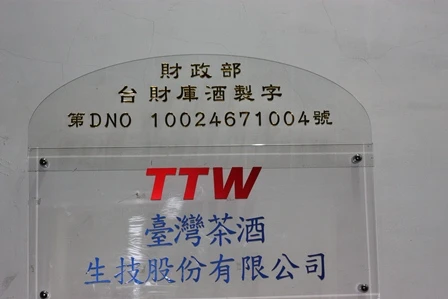 財政部
台財庫酒製字
第DNO 10024671004號
TTW
臺灣茶酒
生技股份有限公司